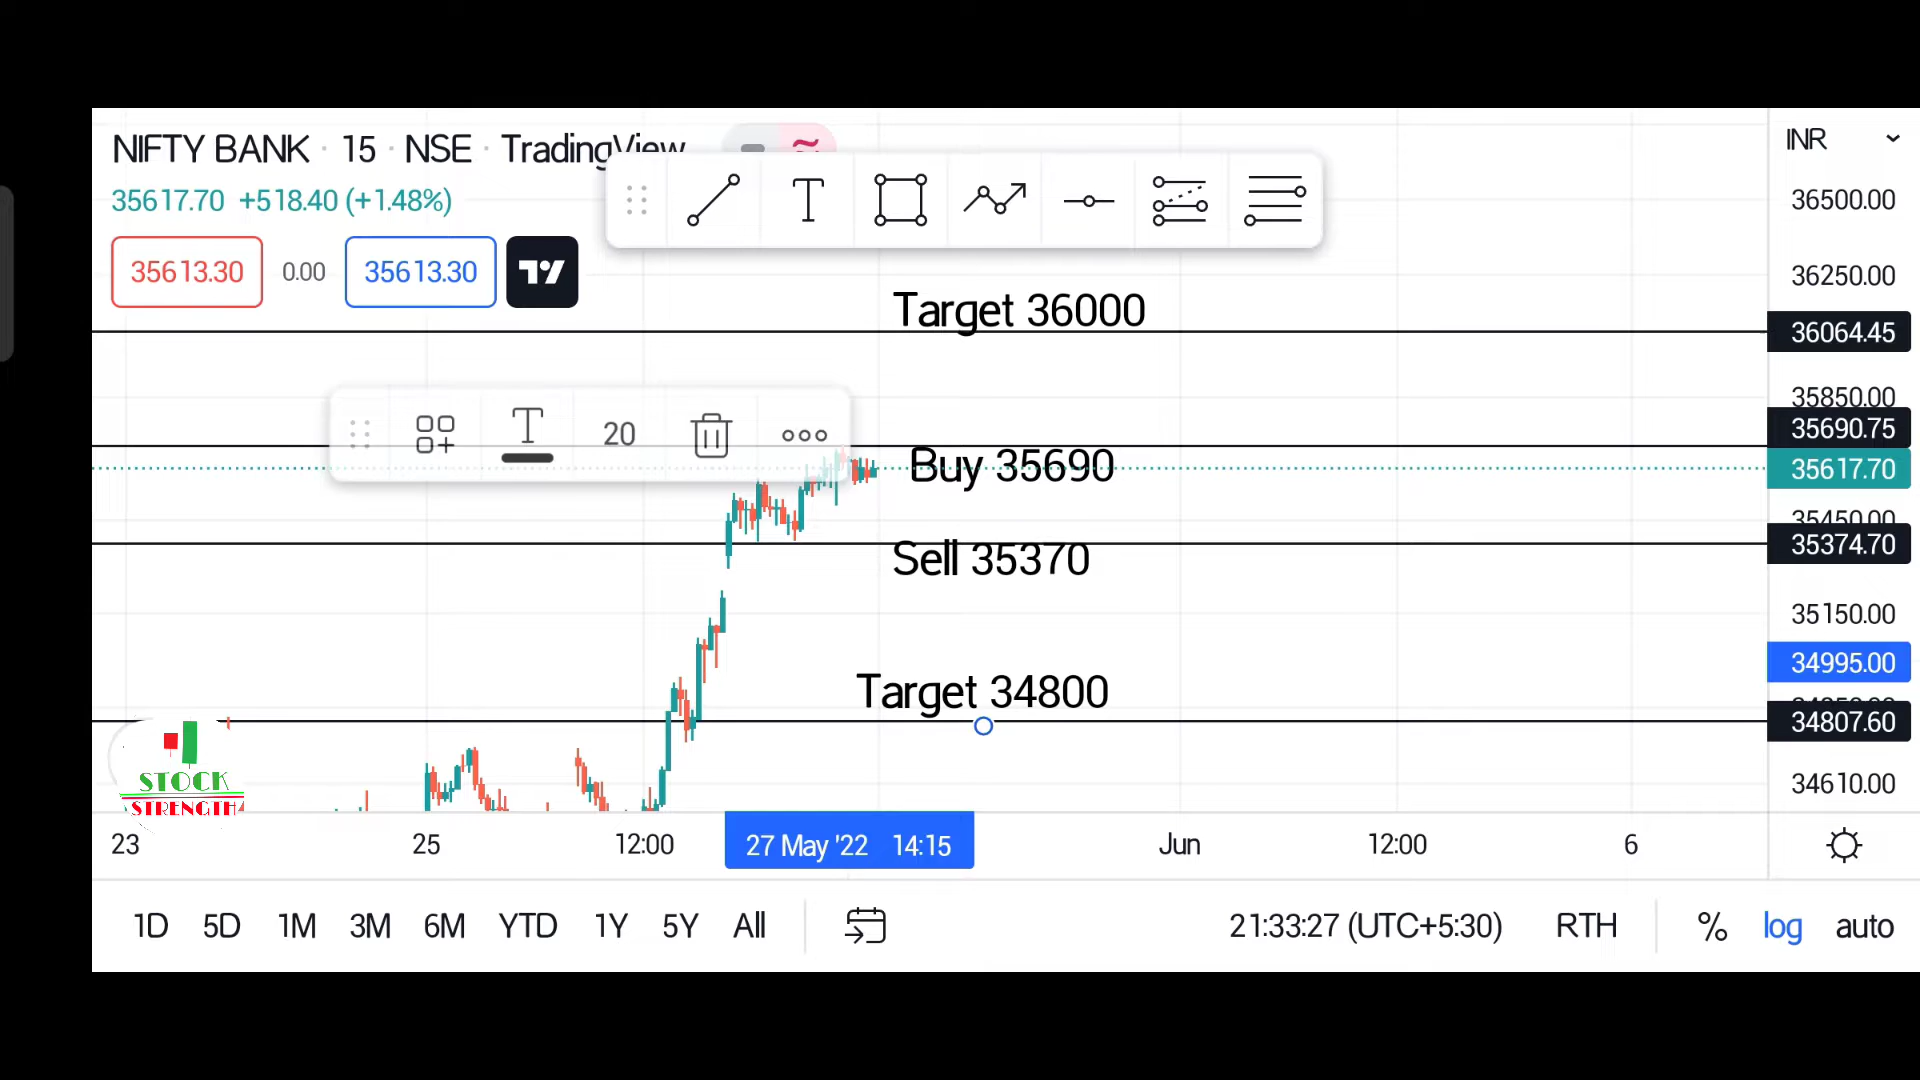 NIFTY BANK · 15 · NSE · TradingView
INR
35617.70 +518.40 (+1.48%)
35613.30 0.00 35613.30
T
36500.00
36250.00
Target 36000
36064.45
35850.00
T 20
35690.75
Buy 35690
35617.70
35450.00
Sell 35370
35374.70
35150.00
34995.00
Target 34800
34807.60
STOCK
STRENGTH
34610.00
23 25 12:00 27 May '22 14:15 Jun 12:00 6
1D 5D 1M 3M 6M YTD 1Y 5Y All 21:33:27 (UTC+5:30) RTH % log auto